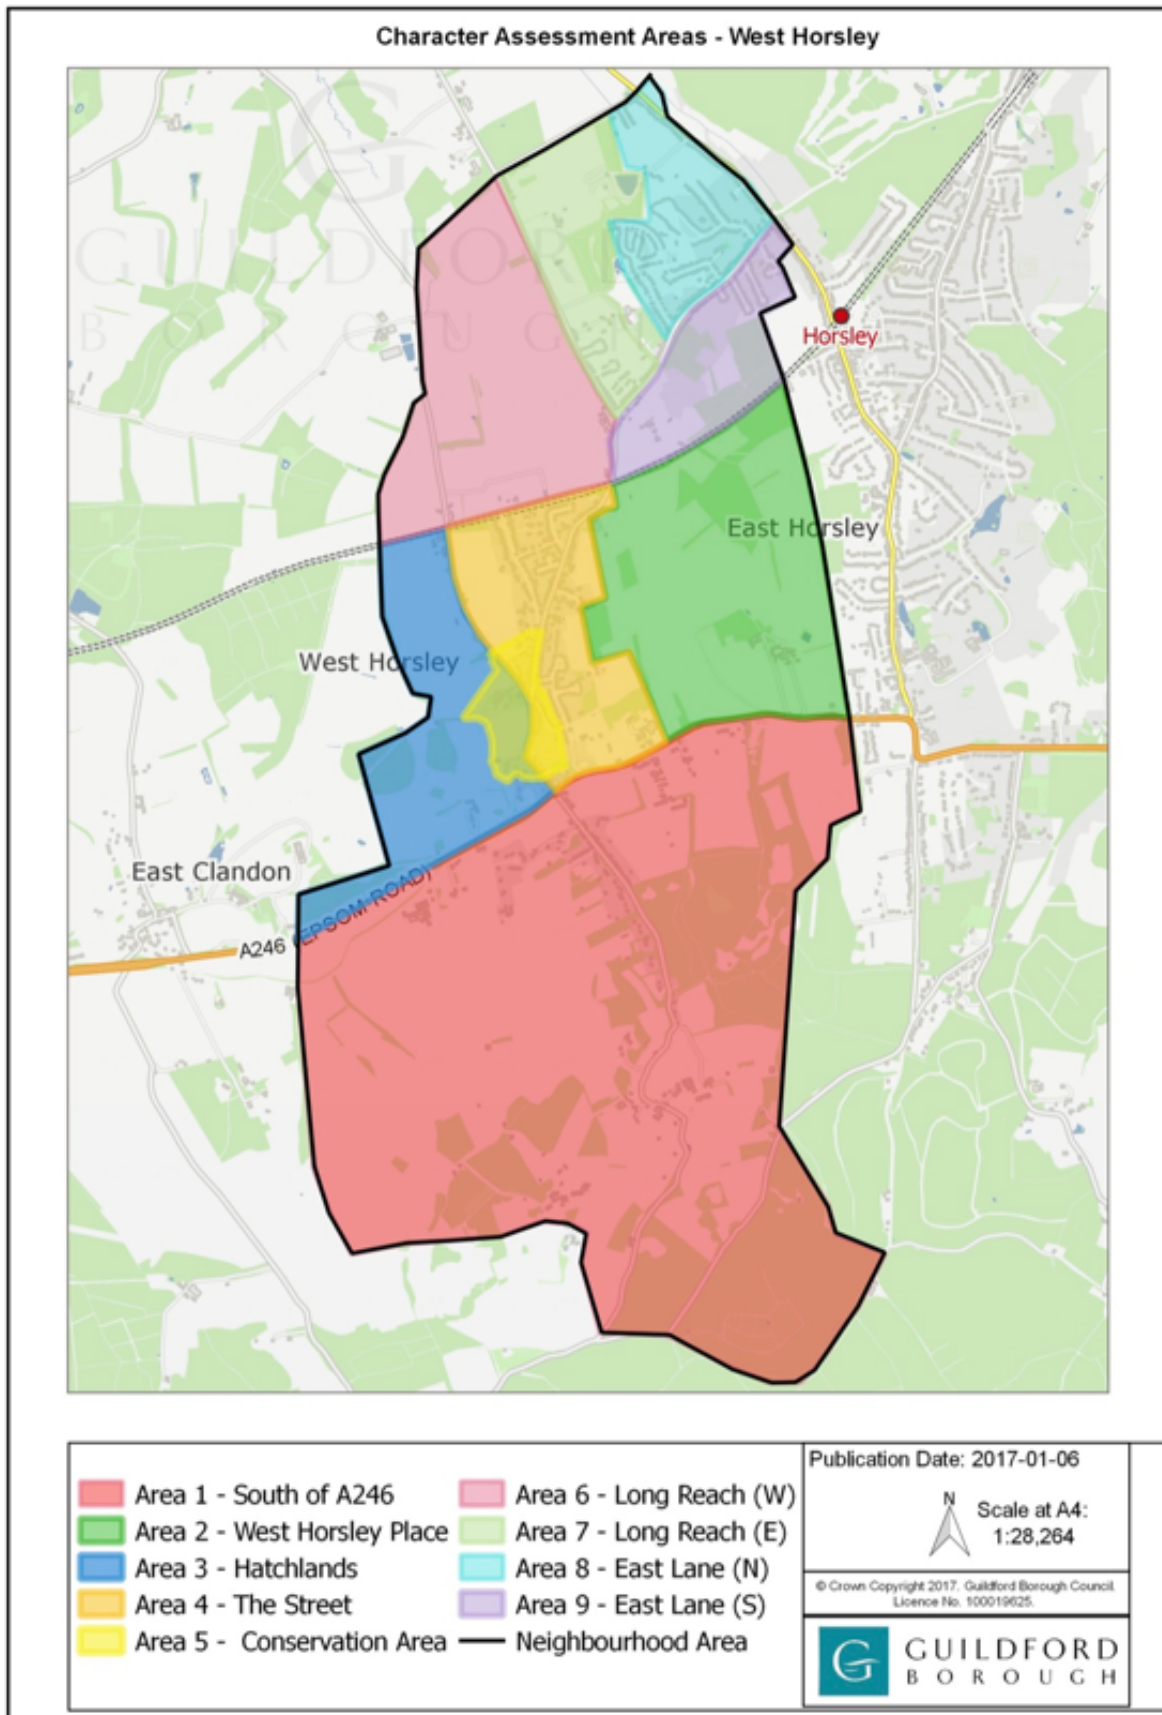 Character Assessment Areas - West Horsley
GUILDFORD
BOROUGH
Horsley
East Horsley
West Horsley
East Clandon
A246 (EPSOM ROAD)
Area 1 - South of A246
Area 2 - West Horsley Place
Area 3 - Hatchlands
Area 4 - The Street
Area 5 - Conservation Area
Area 6 - Long Reach (W)
Area 7 - Long Reach (E)
Area 8 - East Lane (N)
Area 9 - East Lane (S)
Neighbourhood Area
Publication Date: 2017-01-06
N
Scale at A4:
1:28,264
© Crown Copyright 2017. Guildford Borough Council.
Licence No. 100019625.
G
GUILDFORD
BOROUGH